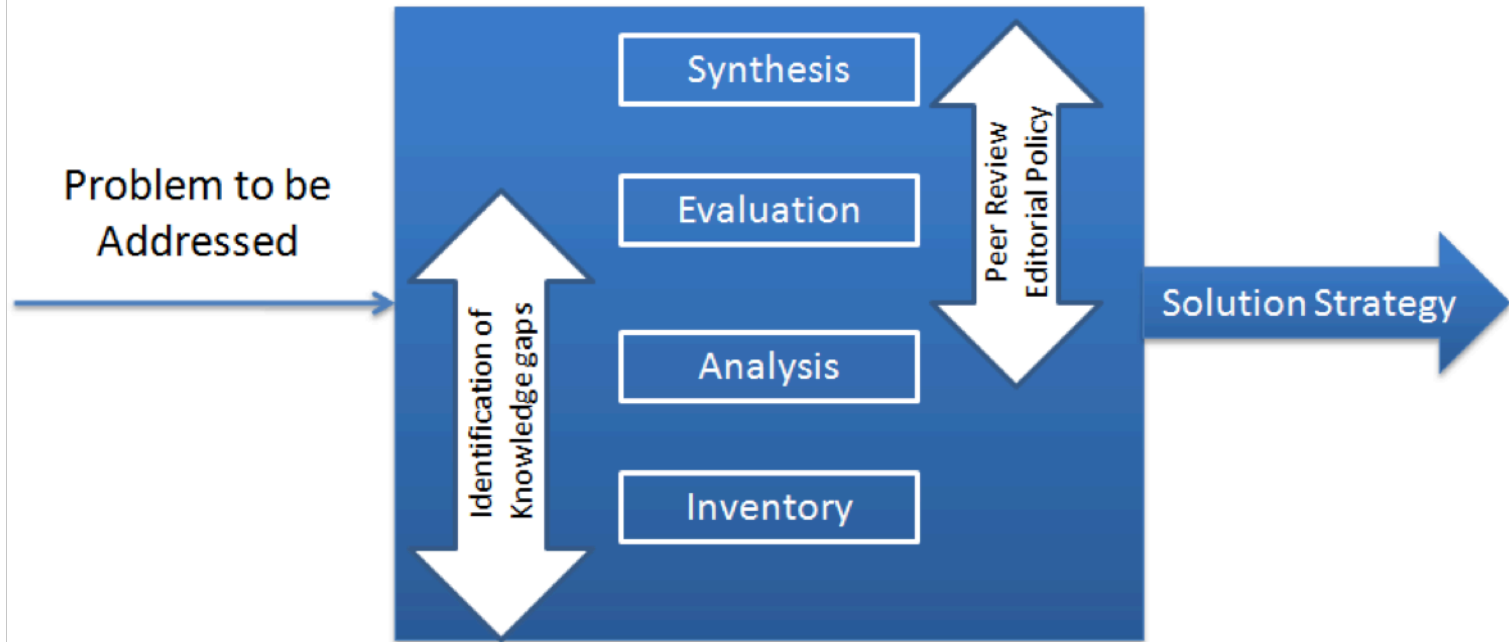 Problem to be
Addressed
Identification of
Knowledge gaps
Synthesis
Evaluation
Analysis
Inventory
Peer Review
Editorial Policy
Solution Strategy